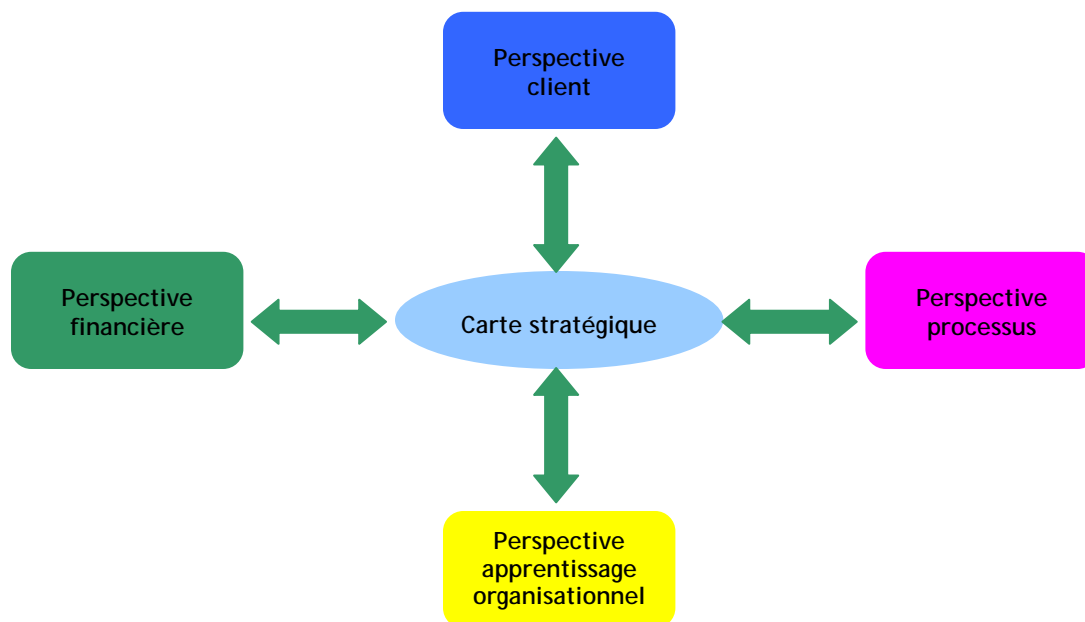 Perspective
client
Perspective
financière
Carte stratégique
Perspective
processus
Perspective
apprentissage
organisationnel